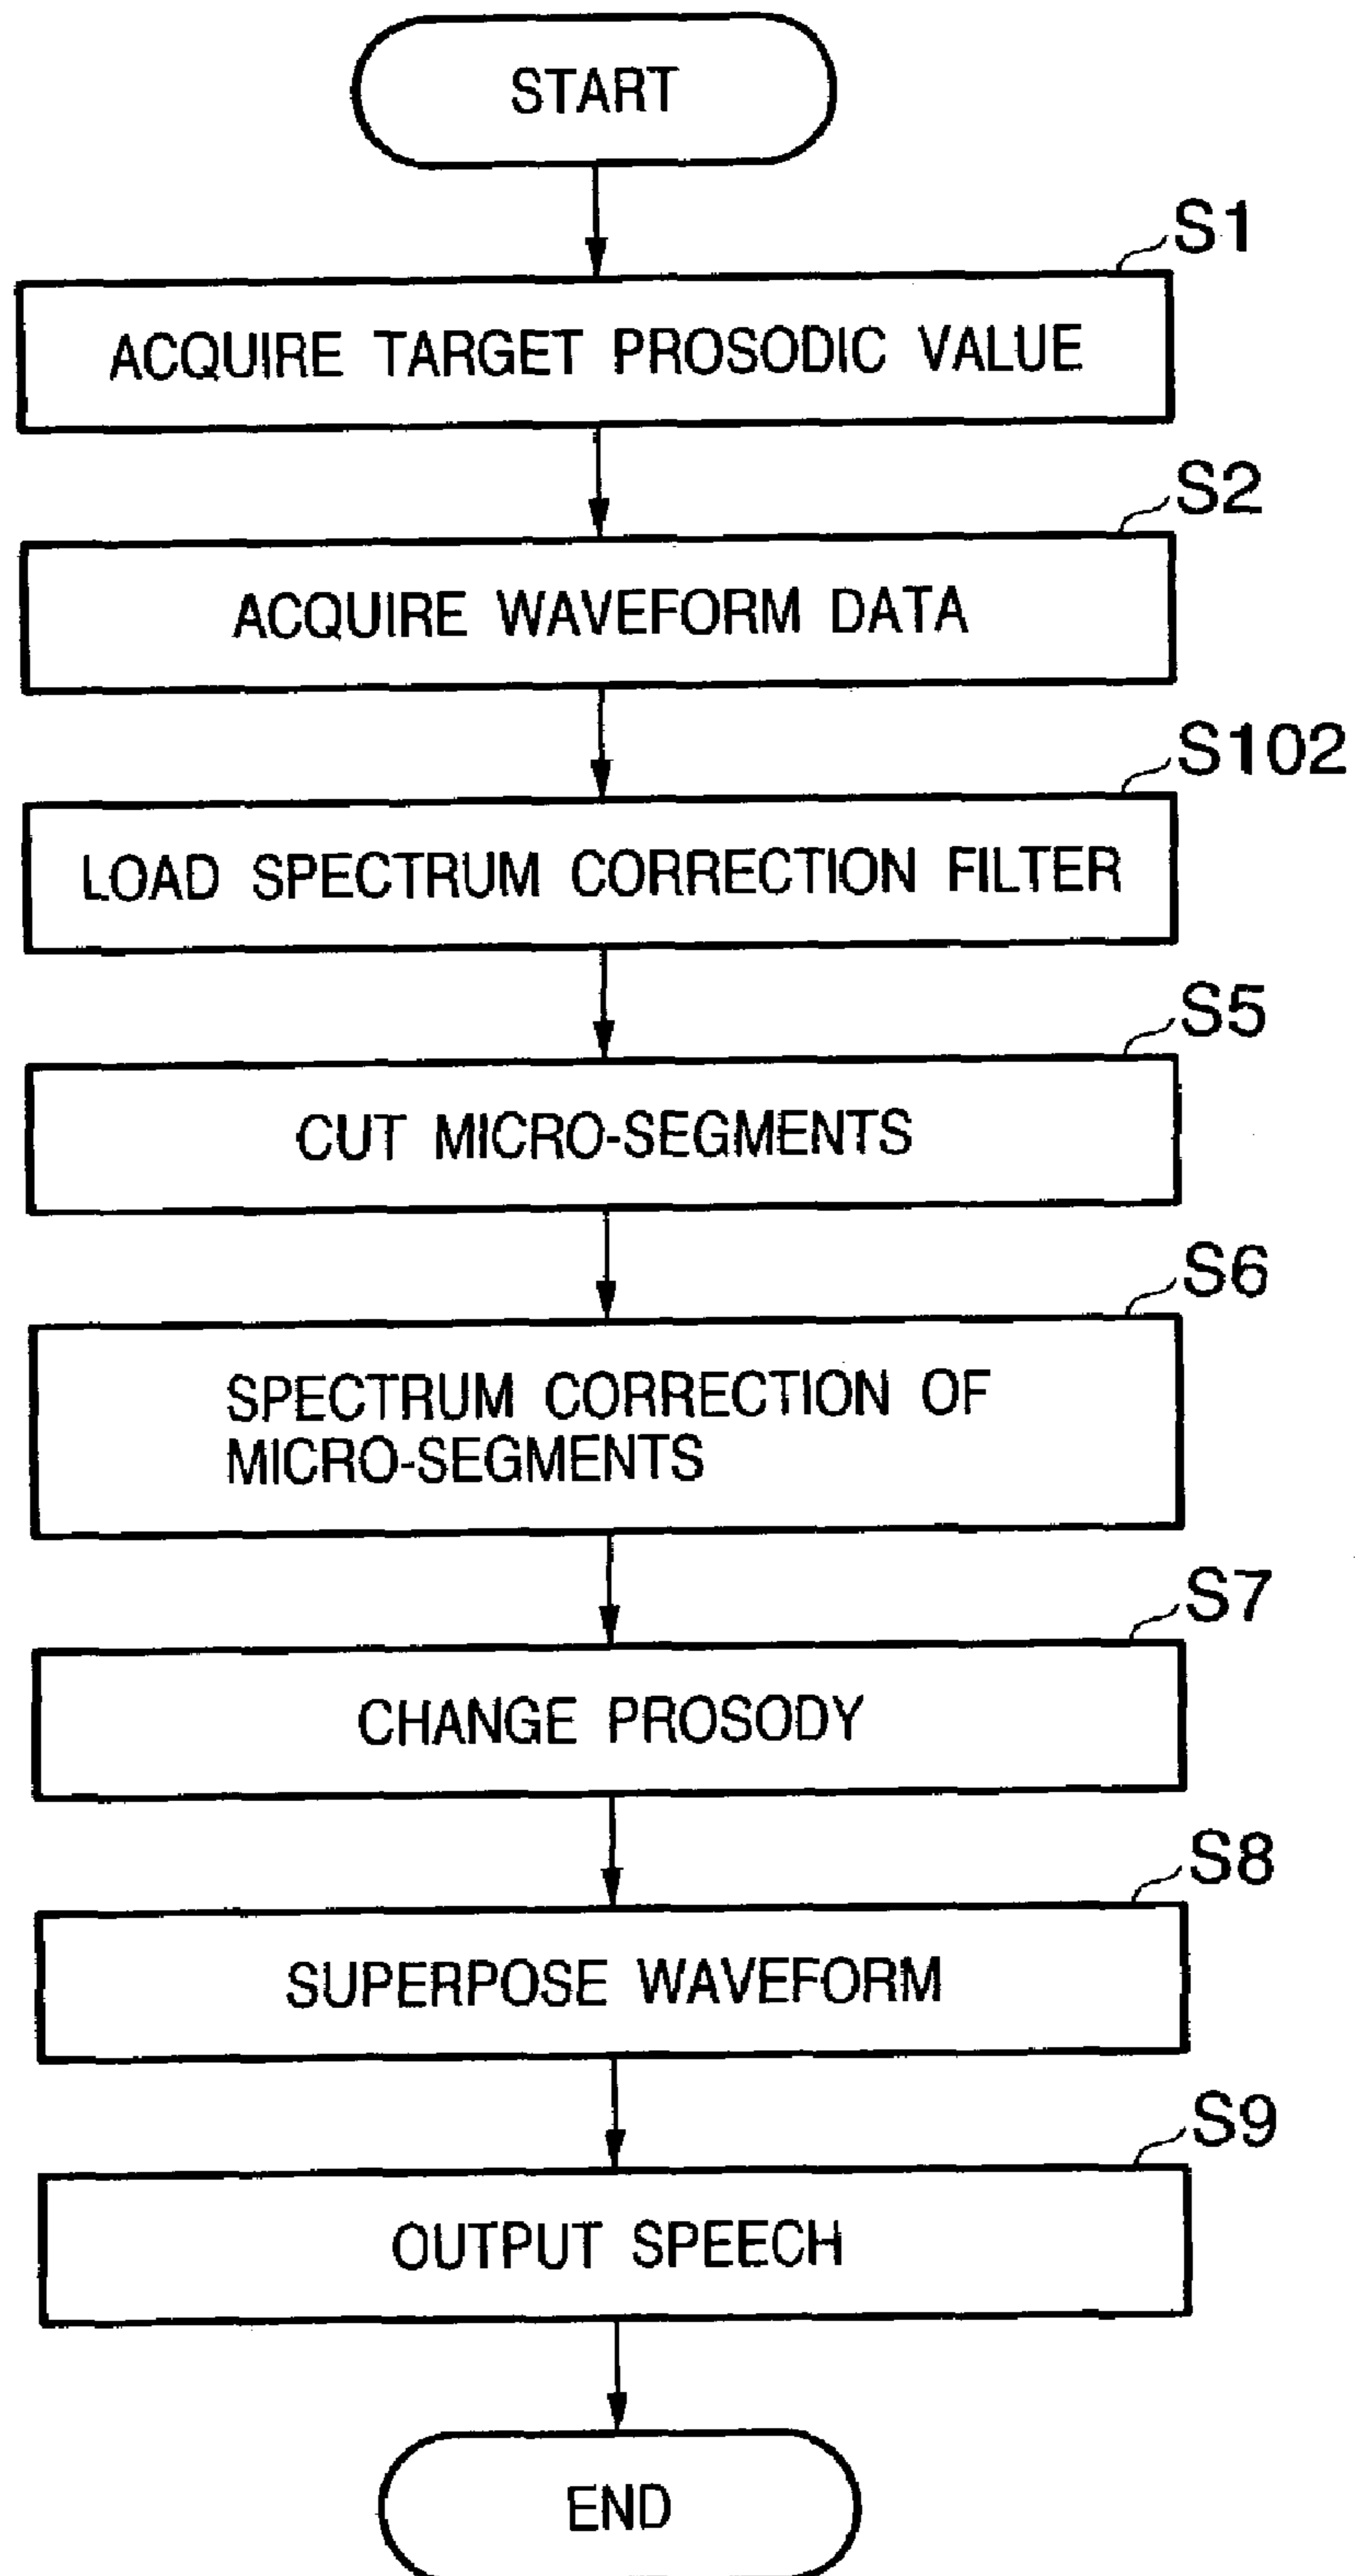 START
S1
ACQUIRE TARGET PROSODIC VALUE
S2
ACQUIRE WAVEFORM DATA
S102
LOAD SPECTRUM CORRECTION FILTER
S5
CUT MICRO-SEGMENTS
S6
SPECTRUM CORRECTION OF
MICRO-SEGMENTS
S7
CHANGE PROSODY
S8
SUPERPOSE WAVEFORM
S9
OUTPUT SPEECH
END